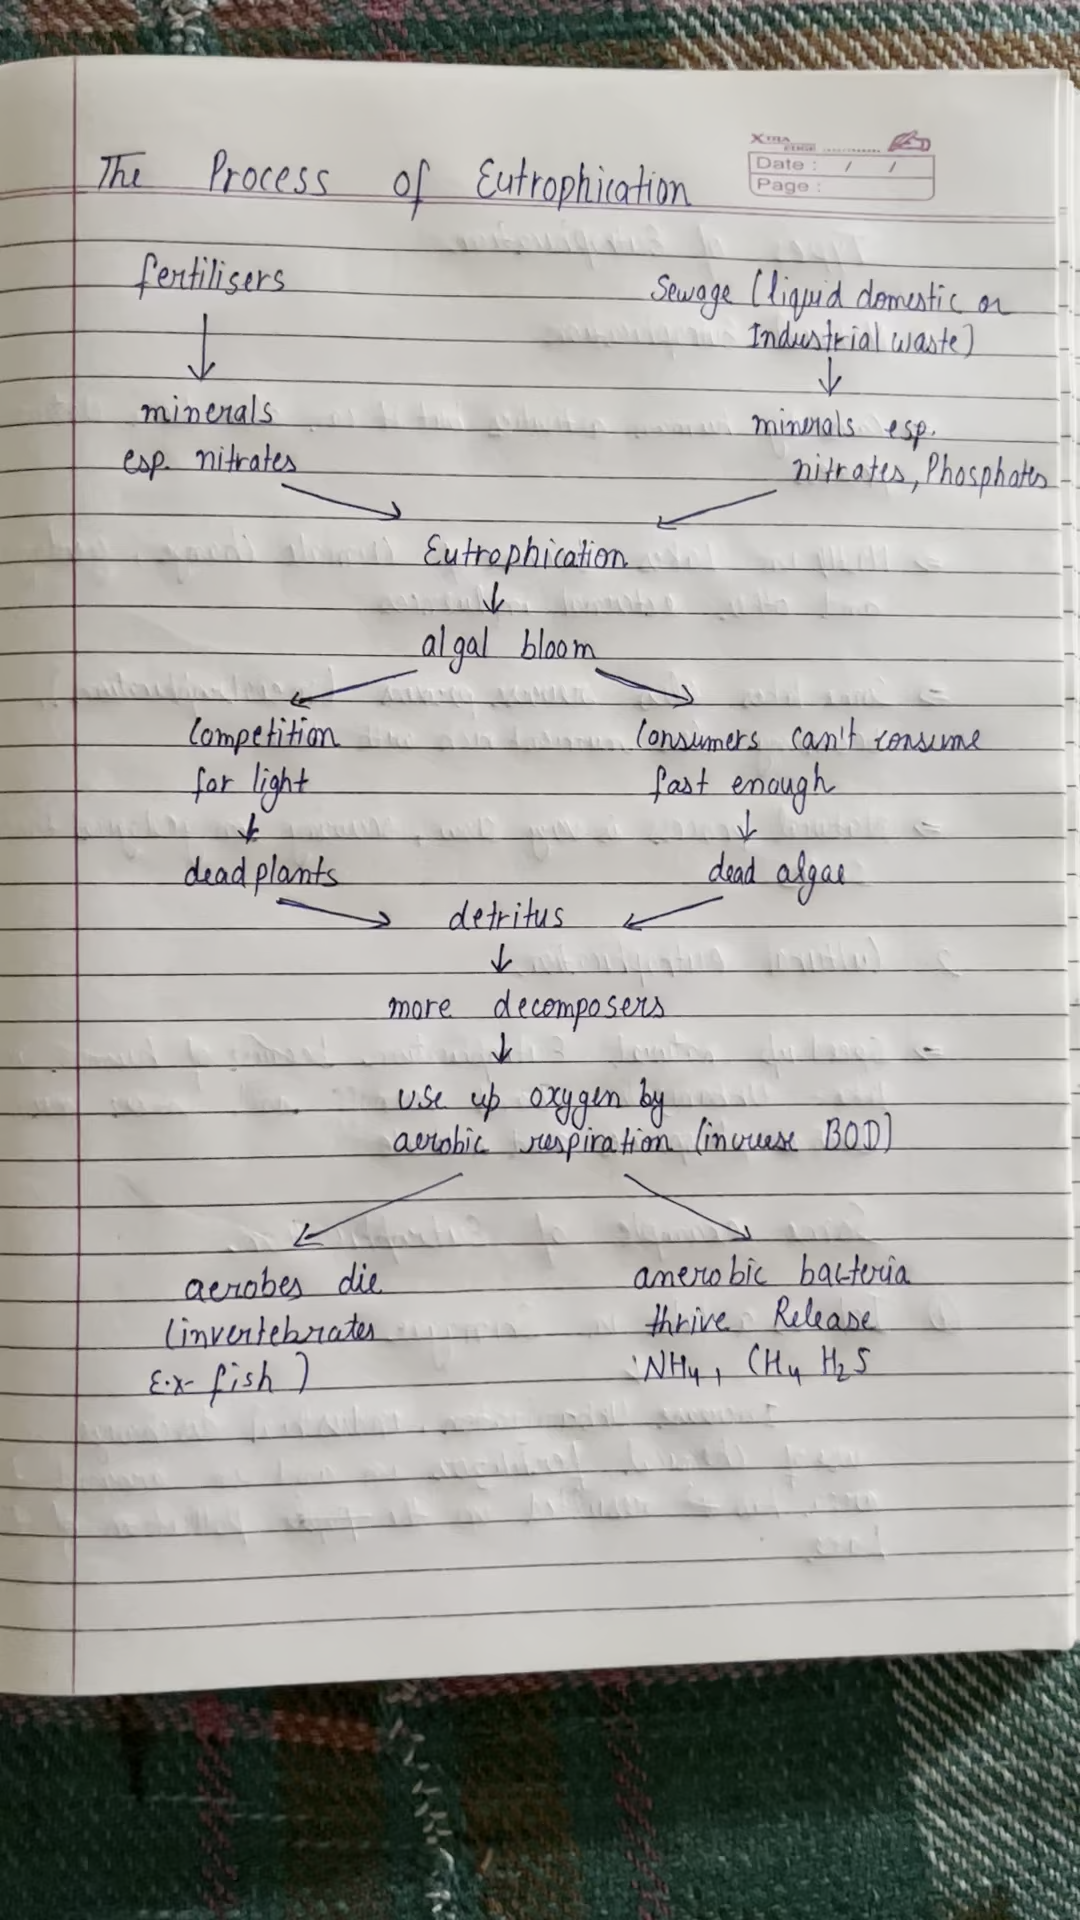 XTRA EDGE
Date : / /
Page :
The Process of Eutrophication
fertilisers
Sewage (liquid domestic or
Industrial waste)
minerals
esp. nitrates
minerals esp.
nitrates, Phosphates
Eutrophication
algal bloom
Competition
for light
Consumers can't consume
fast enough
dead plants
dead algae
detritus
more decomposers
use up oxygen by
aerobic respiration (increase BOD)
aerobes die
(invertebrates
Ex- fish)
anerobic bacteria
thrive Release
NH4, CH4 H2S